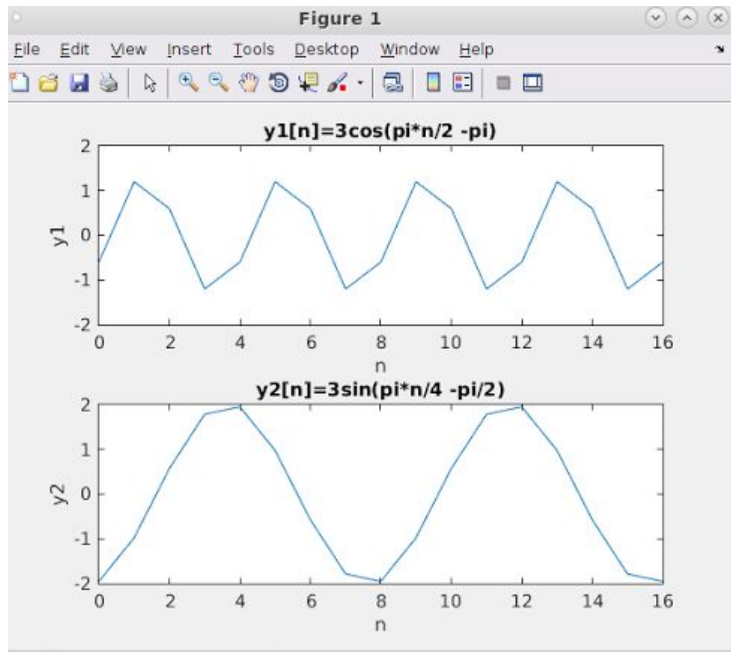 Figure 1
File Edit View Insert Tools Desktop Window Help
y1[n]=3cos(pi*n/2 -pi)
2
1
0
-1
-2
y1
0 2 4 6 8 10 12 14 16
n
y2[n]=3sin(pi*n/4 -pi/2)
2
1
0
-1
-2
y2
0 2 4 6 8 10 12 14 16
n